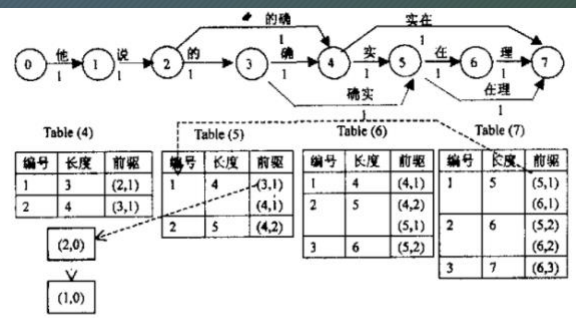 的确
1
实在
1
0 他 1 说 2 的 3 确 4 实 5 在 6 理 7
1 1 1 1 1 1 1
确实
1
在理
1
Table (4)
编号 长度 前驱
1 3 (2,1)
2 4 (3,1)
(2,0)
(1,0)
Table (5)
编号 长度 前驱
1 4 (3,1)
(4,1)
2 5 (4,2)
Table (6)
编号 长度 前驱
1 4 (4,1)
2 5 (4,2)
(5,1)
3 6 (5,2)
Table (7)
编号 长度 前驱
1 5 (5,1)
(6,1)
2 6 (5,2)
(6,2)
3 7 (6,3)